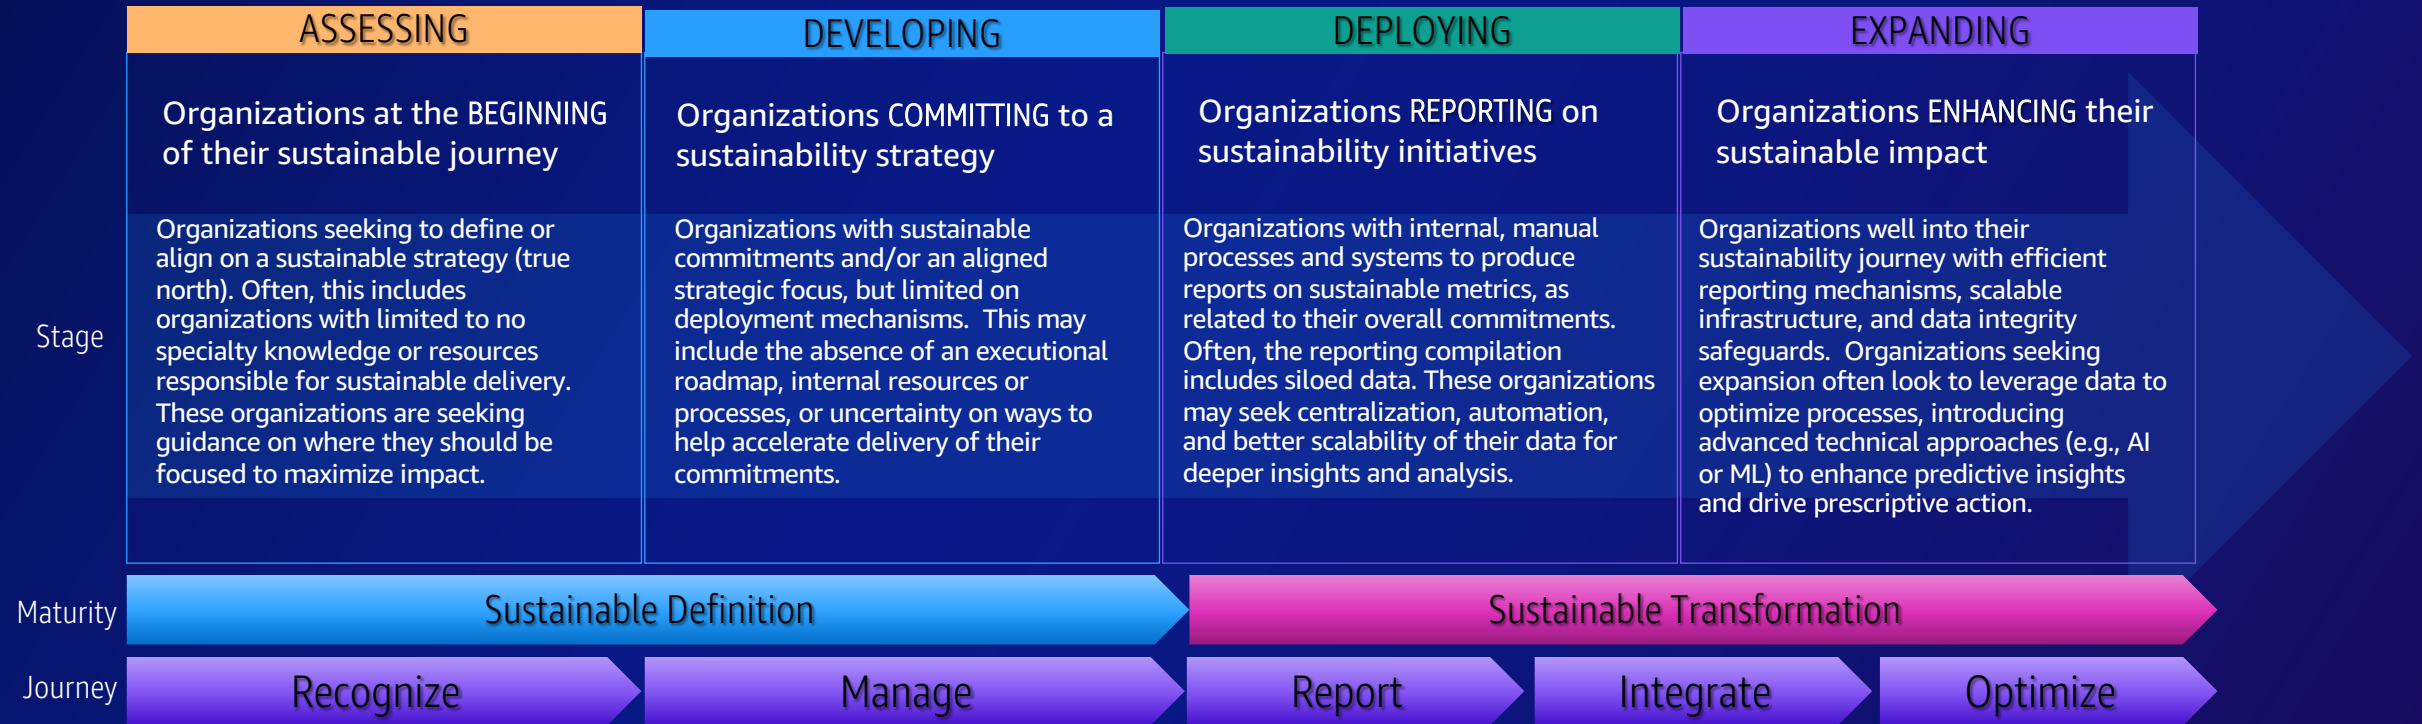 ASSESSING
DEVELOPING
DEPLOYING
EXPANDING
Organizations at the BEGINNING
of their sustainable journey
Organizations COMMITTING to a
sustainability strategy
Organizations REPORTING on
sustainability initiatives
Organizations ENHANCING their
sustainable impact
Stage
Organizations seeking to define or
align on a sustainable strategy (true
north). Often, this includes
organizations with limited to no
specialty knowledge or resources
responsible for sustainable delivery.
These organizations are seeking
guidance on where they should be
focused to maximize impact.
Organizations with sustainable
commitments and/or an aligned
strategic focus, but limited on
deployment mechanisms.  This may
include the absence of an executional
roadmap, internal resources or
processes, or uncertainty on ways to
help accelerate delivery of their
commitments.
Organizations with internal, manual
processes and systems to produce
reports on sustainable metrics, as
related to their overall commitments.
Often, the reporting compilation
includes siloed data. These organizations
may seek centralization, automation,
and better scalability of their data for
deeper insights and analysis.
Organizations well into their
sustainability journey with efficient
reporting mechanisms, scalable
infrastructure, and data integrity
safeguards.  Organizations seeking
expansion often look to leverage data to
optimize processes, introducing
advanced technical approaches (e.g., AI
or ML) to enhance predictive insights
and drive prescriptive action.
Maturity
Sustainable Definition
Sustainable Transformation
Journey
Recognize
Manage
Report
Integrate
Optimize